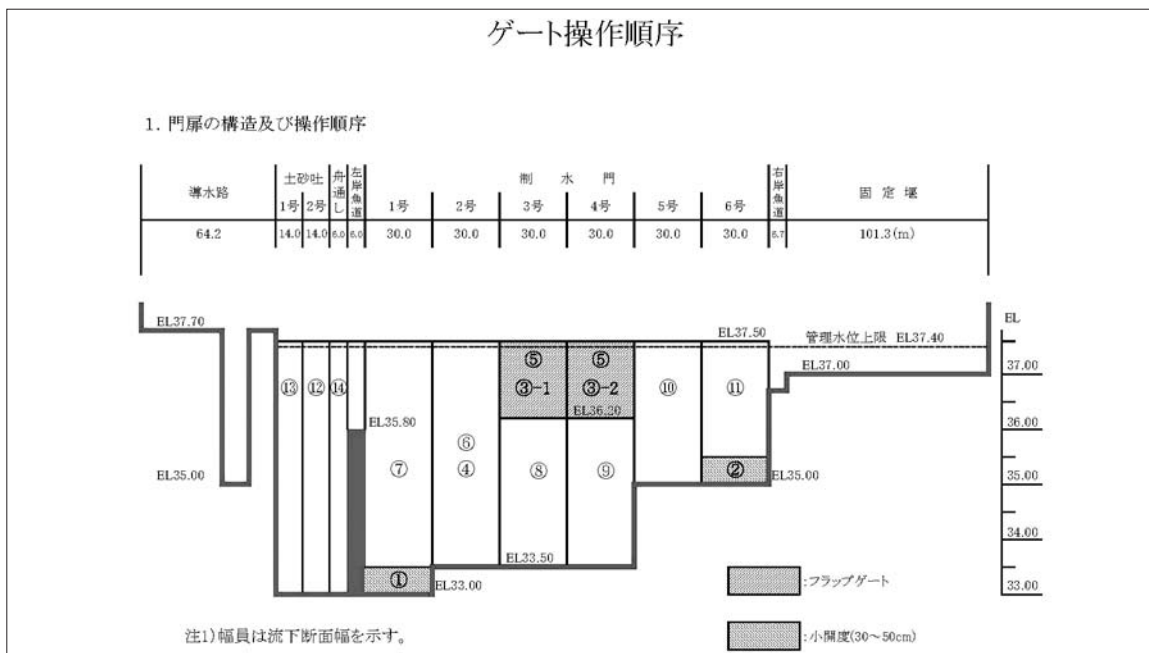 ゲート操作順序
1. 門扉の構造及び操作順序
導水路
土砂吐
舟通し
左岸魚道
制水門
右岸魚道
固定堰
1号 2号 1号 2号 3号 4号 5号 6号
64.2 14.0 14.0 6.0 6.0 30.0 30.0 30.0 30.0 30.0 30.0 6.7 101.3(m)
EL37.70
EL37.50
管理水位上限 EL37.40
EL
EL37.00
37.00
⑤ ⑤
⑬ ⑫ ⑭ ③-1 ③-2 ⑩ ⑪
EL36.20
EL35.80
36.00
⑥
⑦ ④ ⑧ ⑨ ②
EL35.00
EL35.00
35.00
34.00
EL33.50
①
EL33.00
33.00
:フラップゲート
:小開度(30~50cm)
注1)幅員は流下断面幅を示す。